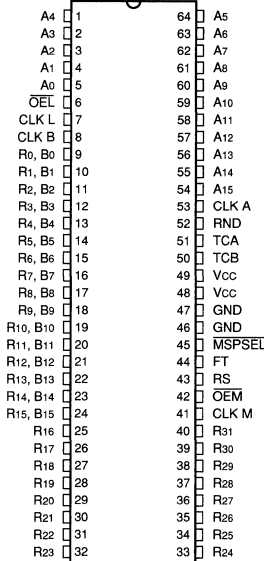 A4 1 64 A5
A3 2 63 A6
A2 3 62 A7
A1 4 61 A8
A0 5 60 A9
OEL 6 59 A10
CLK L 7 58 A11
CLK B 8 57 A12
R0, B0 9 56 A13
R1, B1 10 55 A14
R2, B2 11 54 A15
R3, B3 12 53 CLK A
R4, B4 13 52 RND
R5, B5 14 51 TCA
R6, B6 15 50 TCB
R7, B7 16 49 VCC
R8, B8 17 48 VCC
R9, B9 18 47 GND
R10, B10 19 46 GND
R11, B11 20 45 MSPSEL
R12, B12 21 44 FT
R13, B13 22 43 RS
R14, B14 23 42 OEM
R15, B15 24 41 CLK M
R16 25 40 R31
R17 26 39 R30
R18 27 38 R29
R19 28 37 R28
R20 29 36 R27
R21 30 35 R26
R22 31 34 R25
R23 32 33 R24